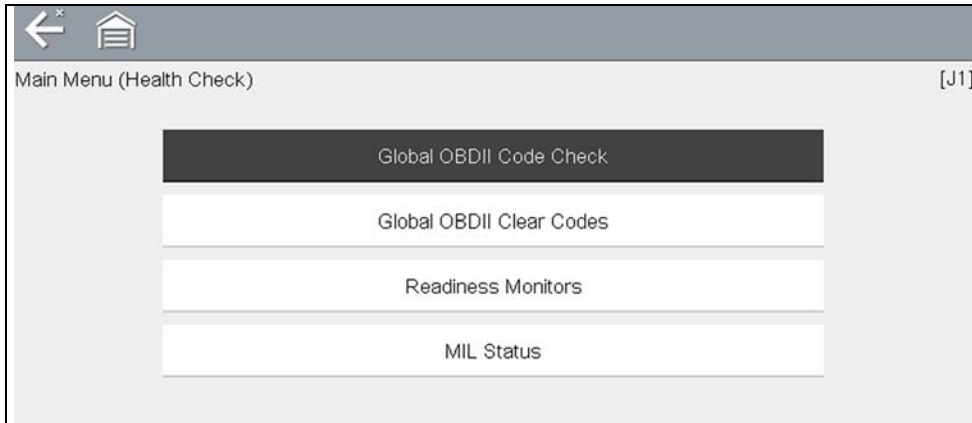 Main Menu (Health Check)
[J1]
Global OBDII Code Check
Global OBDII Clear Codes
Readiness Monitors
MIL Status